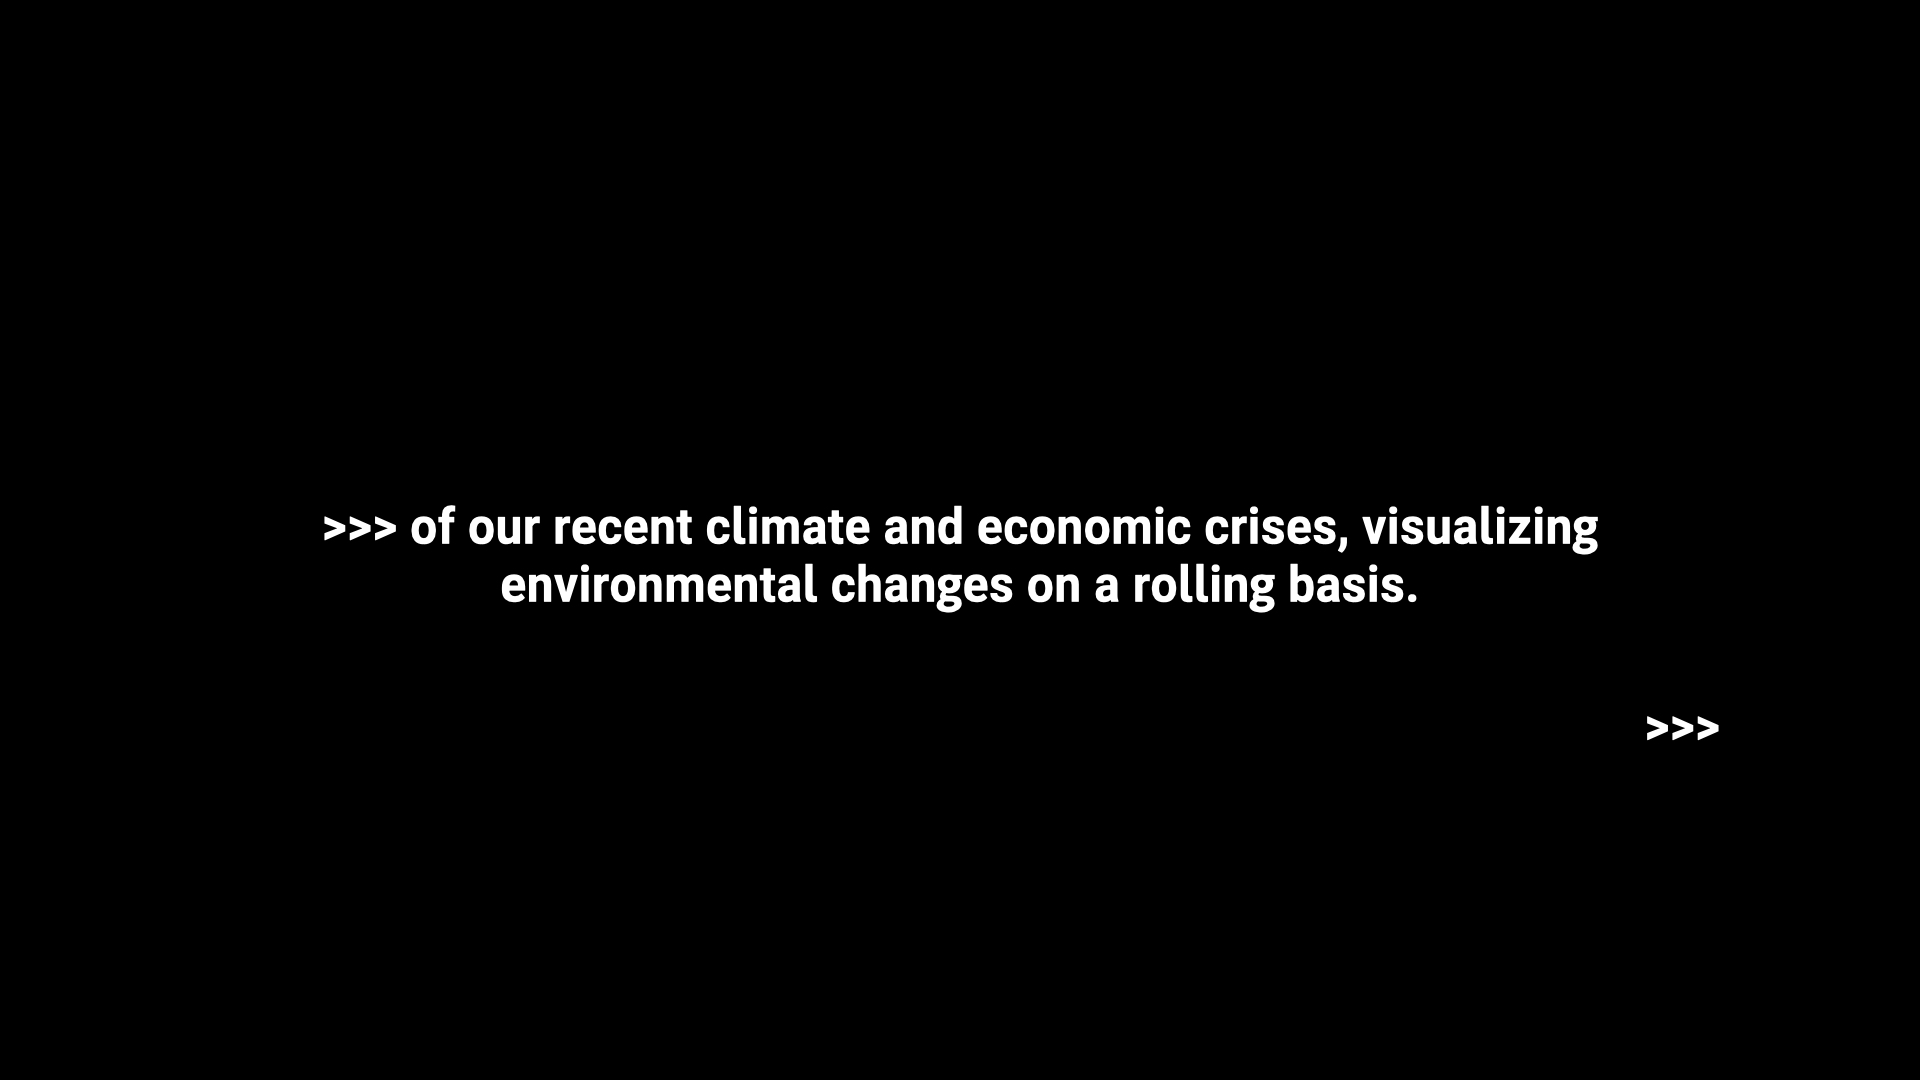 >>> of our recent climate and economic crises, visualizing
environmental changes on a rolling basis.
>>>